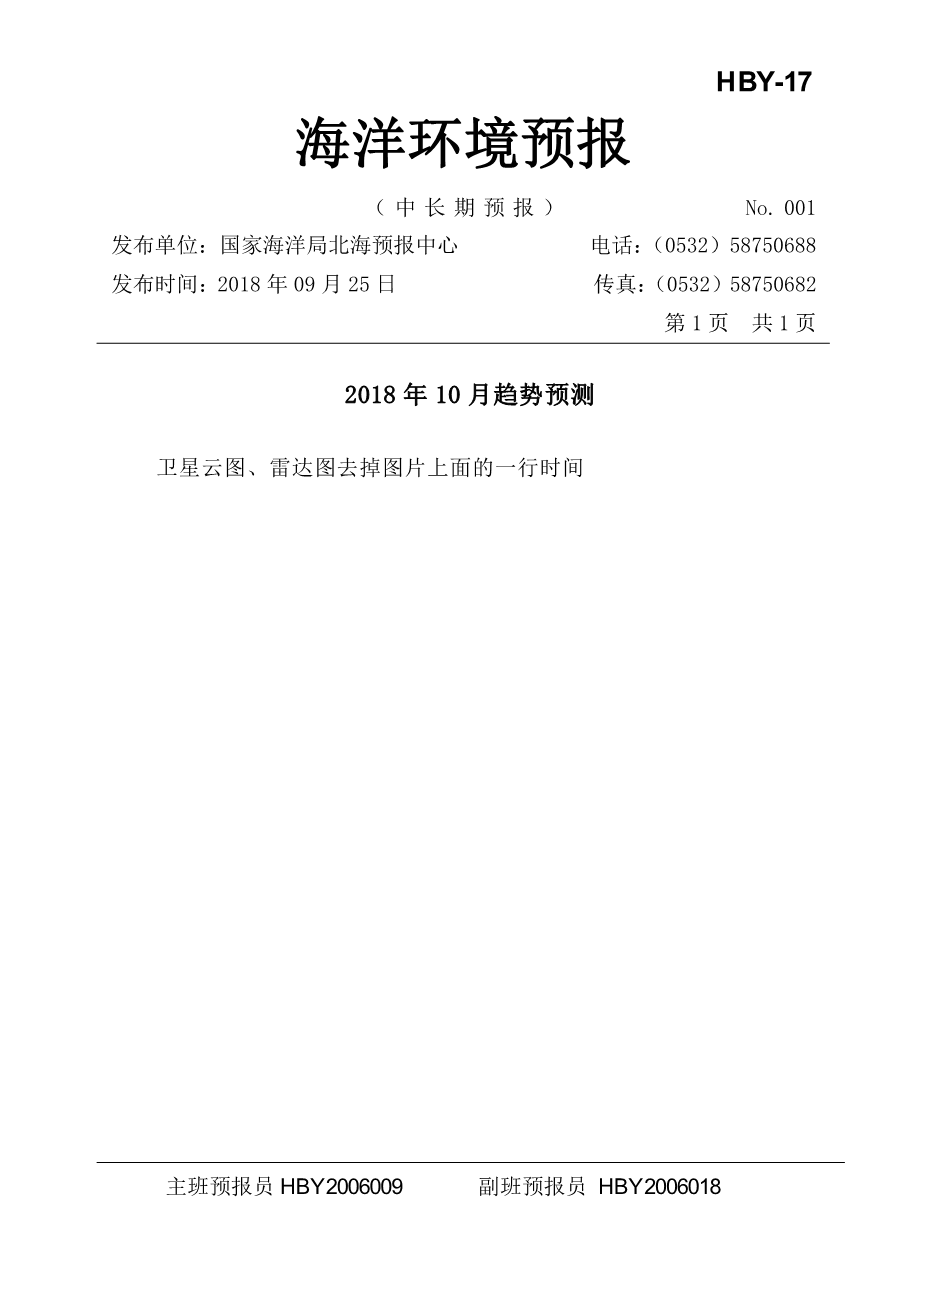 HBY-17
海洋环境预报
（中长期预报） No. 001
发布单位：国家海洋局北海预报中心 电话：（0532）58750688
发布时间：2018 年 09 月 25 日 传真：（0532）58750682
第 1 页 共 1 页
2018 年 10 月趋势预测
卫星云图、雷达图去掉图片上面的一行时间
主班预报员 HBY2006009 副班预报员 HBY2006018